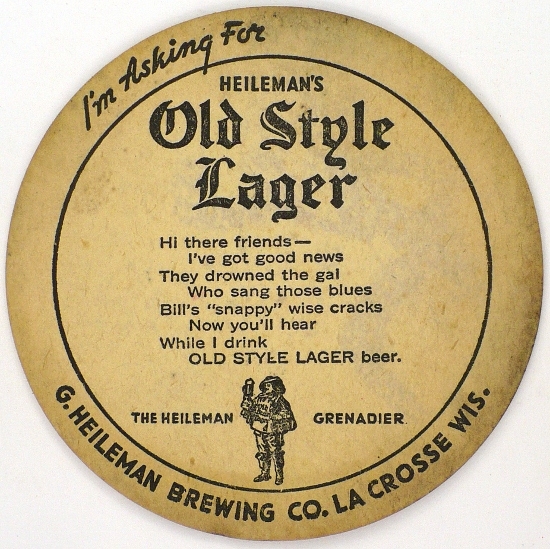 I'm Asking For
HEILEMAN'S
Old Style
Lager
Hi there friends—
I've got good news
They drowned the gal
Who sang those blues
Bill's "snappy" wise cracks
Now you'll hear
While I drink
OLD STYLE LAGER beer.
THE HEILEMAN GRENADIER
G. HEILEMAN BREWING CO. LA CROSSE WIS.